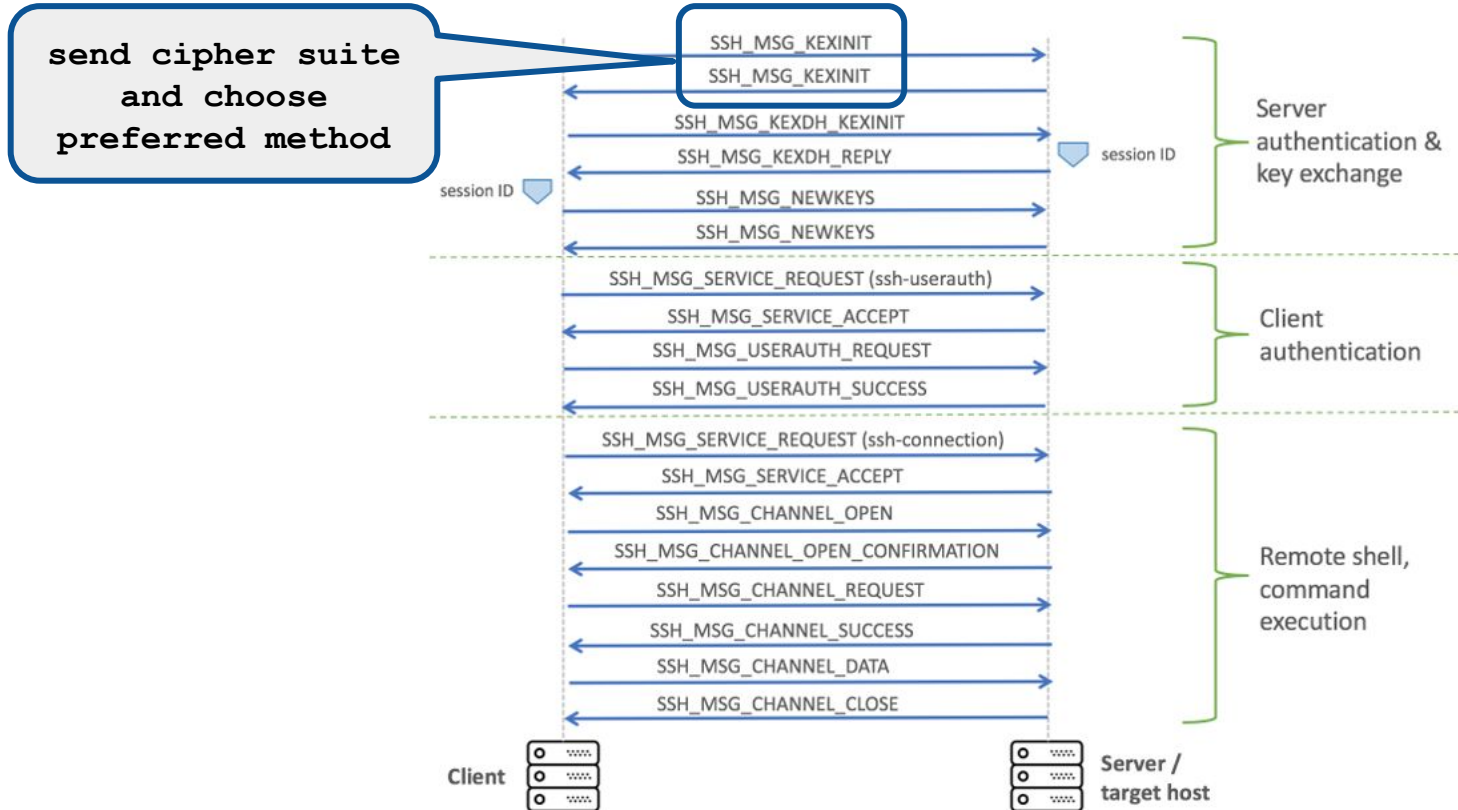 send cipher suite
and choose
preferred method
SSH_MSG_KEXINIT
SSH_MSG_KEXINIT
SSH_MSG_KEXDH_KEXINIT
SSH_MSG_KEXDH_REPLY
session ID
session ID
SSH_MSG_NEWKEYS
SSH_MSG_NEWKEYS
Server
authentication &
key exchange
SSH_MSG_SERVICE_REQUEST (ssh-userauth)
SSH_MSG_SERVICE_ACCEPT
SSH_MSG_USERAUTH_REQUEST
SSH_MSG_USERAUTH_SUCCESS
Client
authentication
SSH_MSG_SERVICE_REQUEST (ssh-connection)
SSH_MSG_SERVICE_ACCEPT
SSH_MSG_CHANNEL_OPEN
SSH_MSG_CHANNEL_OPEN_CONFIRMATION
SSH_MSG_CHANNEL_REQUEST
SSH_MSG_CHANNEL_SUCCESS
SSH_MSG_CHANNEL_DATA
SSH_MSG_CHANNEL_CLOSE
Remote shell,
command
execution
Client
Server /
target host